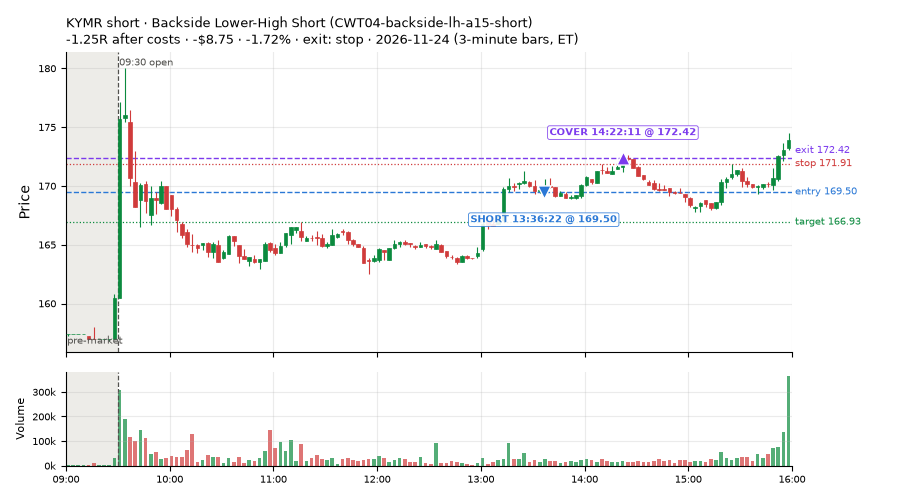 KYMR short · Backside Lower-High Short (CWT04-backside-lh-a15-short)
-1.25R after costs · -$8.75 · -1.72% · exit: stop · 2026-11-24 (3-minute bars, ET)
09:30 open
180
175
170
165
160
Price
COVER 14:22:11 @ 172.42
SHORT 13:36:22 @ 169.50
exit 172.42
stop 171.91
entry 169.50
target 166.93
pre-market
Volume
300k
200k
100k
0k
09:00
10:00
11:00
12:00
13:00
14:00
15:00
16:00